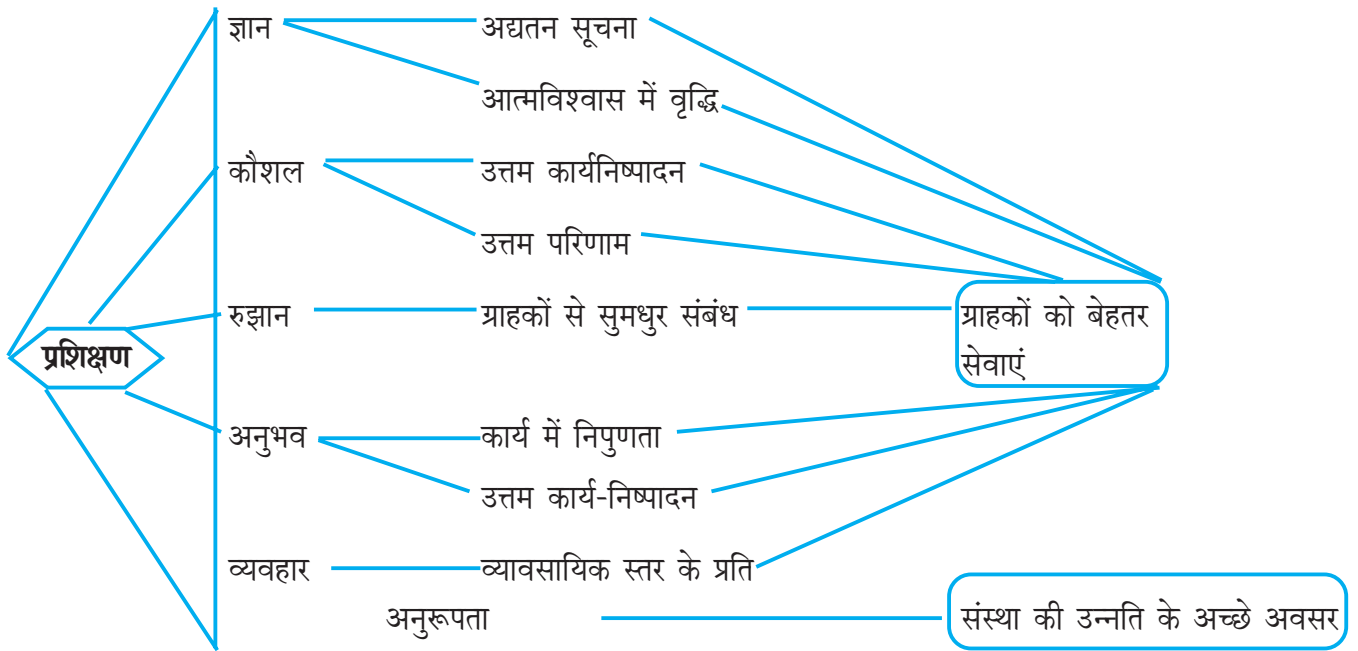 ज्ञान
अद्यतन सूचना
आत्मविश्वास में वृद्धि
कौशल
उत्तम कार्यनिष्पादन
उत्तम परिणाम
रुझान
ग्राहकों से सुमधुर संबंध
ग्राहकों को बेहतर
सेवाएं
प्रशिक्षण
अनुभव
कार्य में निपुणता
उत्तम कार्य-निष्पादन
व्यवहार
व्यावसायिक स्तर के प्रति
अनुरूपता
संस्था की उन्नति के अच्छे अवसर